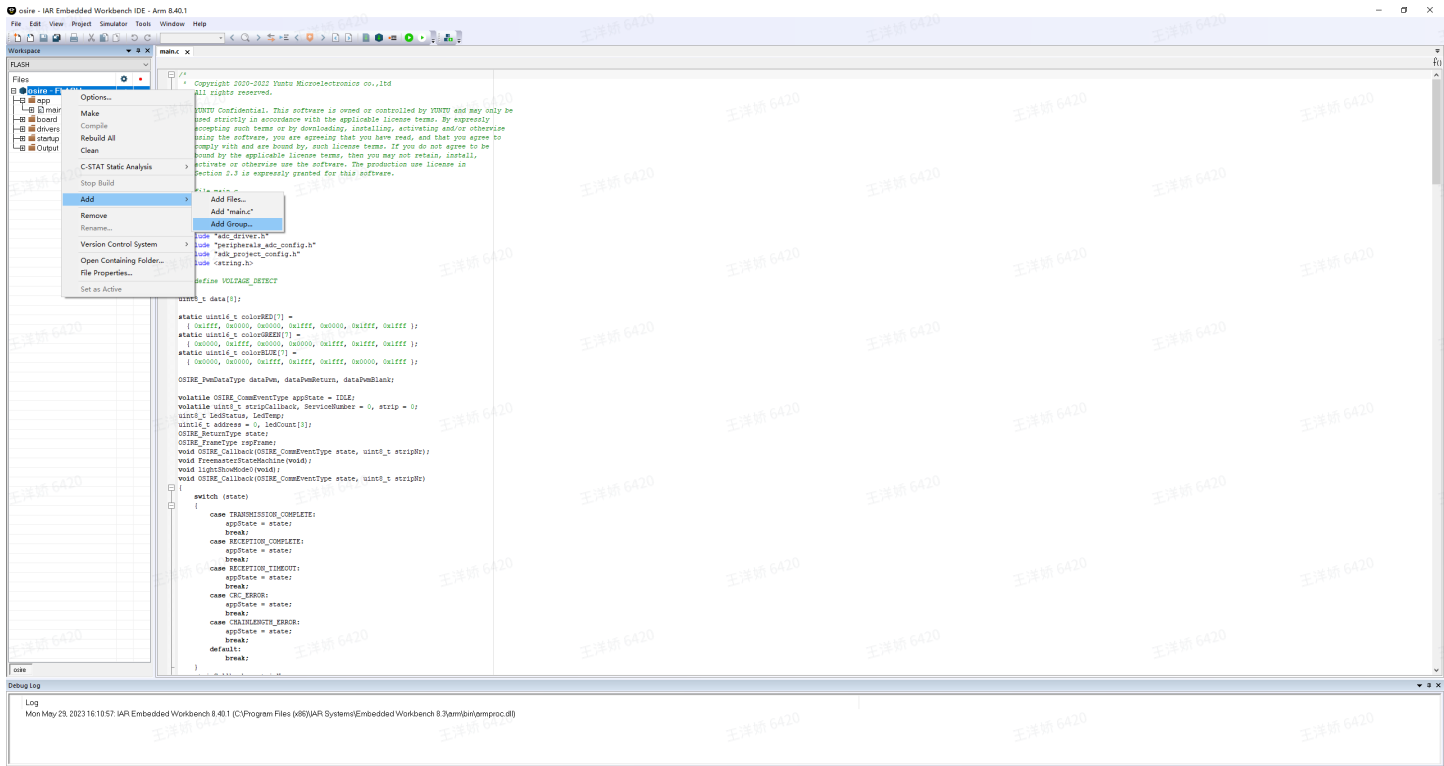 osire - IAR Embedded Workbench IDE - Arm 8.40.1
File Edit View Project Simulator Tools Window Help
Workspace
main.c
FLASH
Files
osire - FLASH
app
main
board
drivers
startup
Output
osire
Options...
Make
Compile
Rebuild All
Clean
C-STAT Static Analysis
Stop Build
Add
Remove
Rename...
Version Control System
Open Containing Folder...
File Properties...
Set as Active
Add Files...
Add "main.c"
Add Group...
/*
* Copyright 2020-2022 Yuntu Microelectronics co.,ltd
All rights reserved.
YUNTU Confidential. This software is owned or controlled by YUNTU and may only be
used strictly in accordance with the applicable license terms. By expressly
accepting such terms or by downloading, installing, activating and/or otherwise
using the software, you are agreeing that you have read, and that you agree to
comply with and are bound by, such license terms. If you do not agree to be
bound by the applicable license terms, then you may not retain, install,
activate or otherwise use the software. The production use license in
Section 2.3 is expressly granted for this software.
file main.c
lude "adc_driver.h"
lude "peripherals_adc_config.h"
lude "sdk_project_config.h"
lude <string.h>
define VOLTAGE_DETECT
uint8_t data[8];
static uint16_t colorRED[7] =
{ 0x1fff, 0x0000, 0x0000, 0x1fff, 0x0000, 0x1fff, 0x1fff };
static uint16_t colorGREEN[7] =
{ 0x0000, 0x1fff, 0x0000, 0x0000, 0x1fff, 0x1fff, 0x1fff };
static uint16_t colorBLUE[7] =
{ 0x0000, 0x0000, 0x1fff, 0x1fff, 0x1fff, 0x0000, 0x1fff };
OSIRE_PwmDataType dataPwm, dataPwmReturn, dataPwmBlank;
volatile OSIRE_CommEventType appState = IDLE;
volatile uint8_t stripCallback, ServiceNumber = 0, strip = 0;
uint8_t LedStatus, LedTemp;
uint16_t address = 0, ledCount[3];
OSIRE_ReturnType state;
OSIRE_FrameType rspFrame;
void OSIRE_Callback(OSIRE_CommEventType state, uint8_t stripNr);
void FreemasterStateMachine(void);
void lightShowMode0(void);
void OSIRE_Callback(OSIRE_CommEventType state, uint8_t stripNr)
{
switch (state)
{
case TRANSMISSION_COMPLETE:
appState = state;
break;
case RECEPTION_COMPLETE:
appState = state;
break;
case RECEPTION_TIMEOUT:
appState = state;
break;
case CRC_ERROR:
appState = state;
break;
case CHAINLENGTH_ERROR:
appState = state;
break;
default:
break;
}
Debug Log
Log
Mon May 29, 2023 16:10:57: IAR Embedded Workbench 8.40.1 (C:\Program Files (x86)\IAR Systems\Embedded Workbench 8.3\arm\bin\armproc.dll)
王洋娇 6420